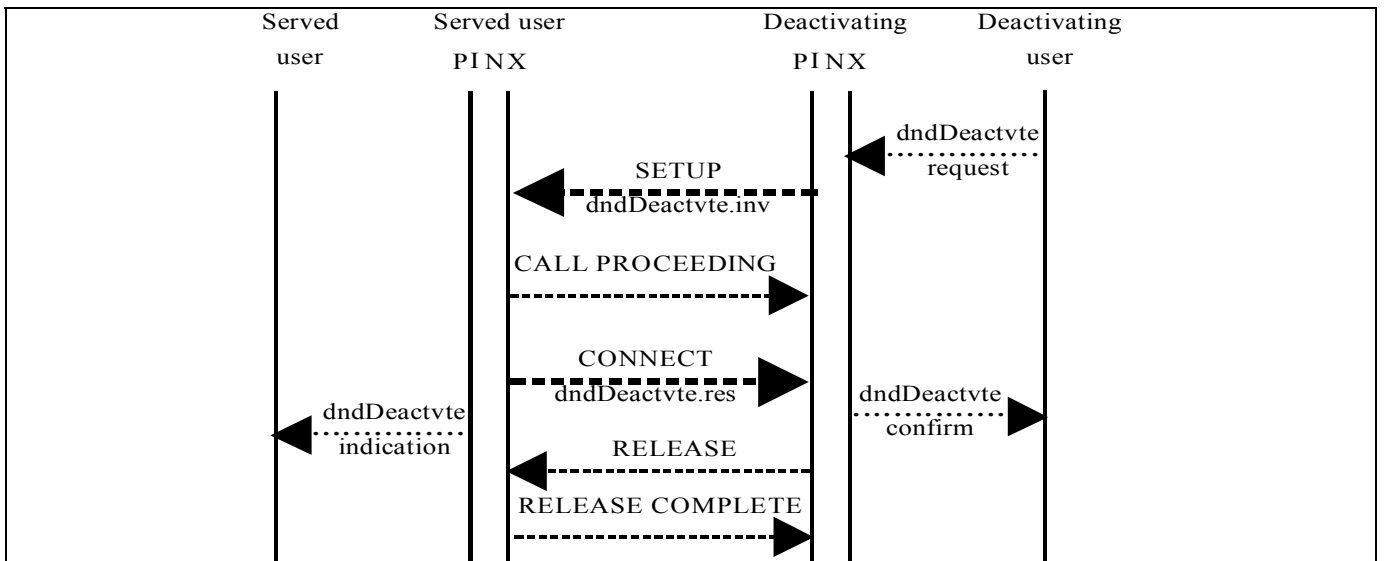 Served
user
Served user
PINX
Deactivating
PINX
Deactivating
user
dndDeactvte
request
SETUP
dndDeactvte.inv
CALL PROCEEDING
CONNECT
dndDeactvte.res
dndDeactvte
confirm
dndDeactvte
indication
RELEASE
RELEASE COMPLETE